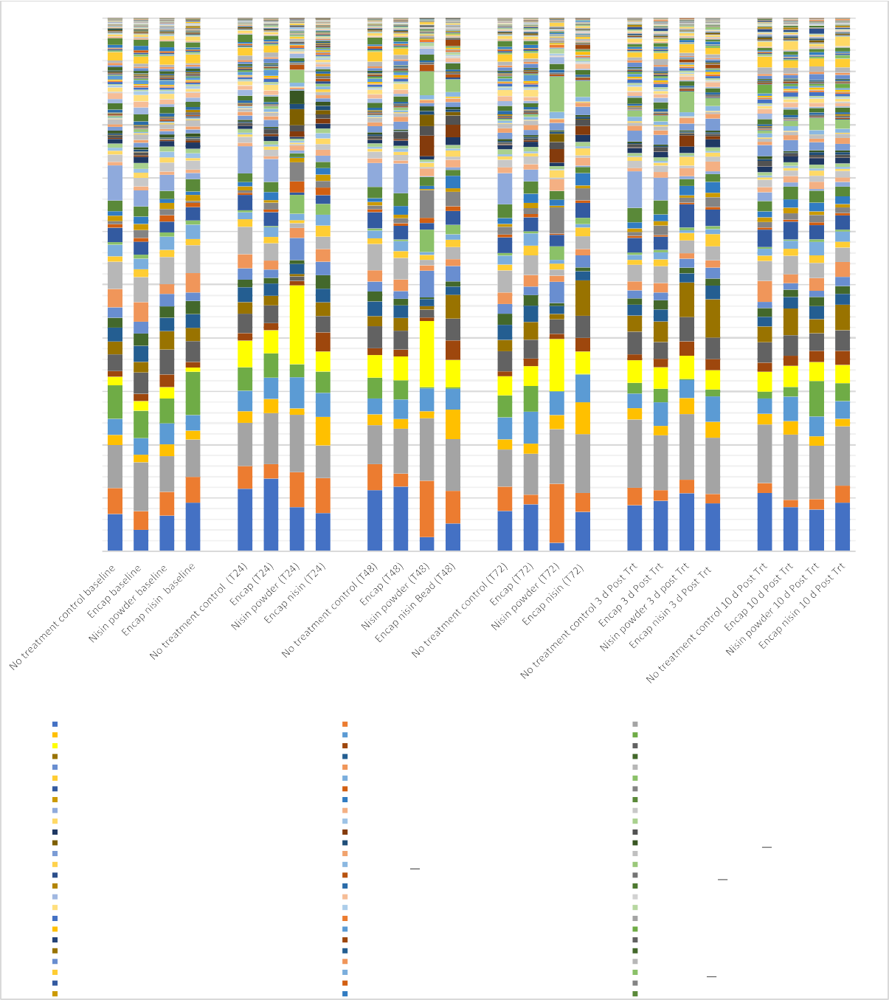 No treatment control baseline
Encap baseline
Nisin powder baseline
Encap nisin  baseline
No treatment control  (T24)
Encap (T24)
Nisin powder (T24)
Encap nisin (T24)
No treatment control (T48)
Encap (T48)
Nisin powder (T48)
Encap nisin Bead (T48)
No treatment control (T72)
Encap (T72)
Nisin powder (T72)
Encap nisin (T72)
No treatment control 3 d Post Trt
Encap 3 d Post Trt
Nisin powder 3 d post Trt
Encap nisin 3 d Post Trt
No treatment control 10 d Post Trt
Encap 10 d Post Trt
Nisin powder 10 d Post Trt
Encap nisin 10 d Post Trt